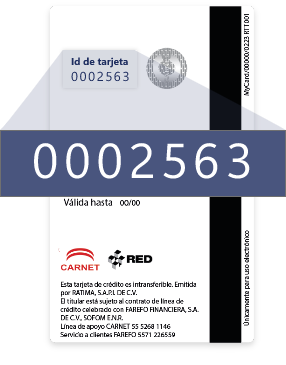 Id de tarjeta
0002563
MyCard/00000/0223 RTT001
0002563
Válida hasta 00/00
CARNET
RED
Esta tarjeta de crédito es intransferible. Emitida
por RATIMA, S.A.P.I. DE C.V.
El titular está sujeto al contrato de línea de
crédito celebrado con FAREFO FINANCIERA, S.A.
DE C.V., SOFOM E.N.R.
Línea de apoyo CARNET 55 5268 1146
Servicio a clientes FAREFO 5571 226559
Únicamente para uso electrónico